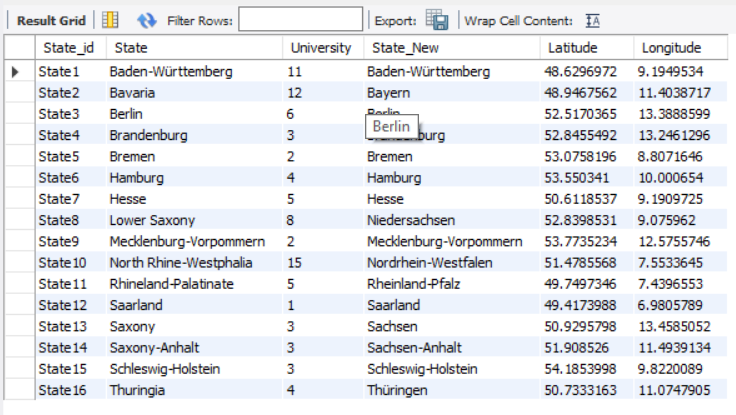 Result Grid Filter Rows: Export: Wrap Cell Content: IA
State_id State University State_New Latitude Longitude
State1 Baden-Württemberg 11 Baden-Württemberg 48.6296972 9.1949534
State2 Bavaria 12 Bayern 48.9467562 11.4038717
State3 Berlin 6 Berlin 52.5170365 13.3888599
Berlin
State4 Brandenburg 3 burg 52.8455492 13.2461296
State5 Bremen 2 Bremen 53.0758196 8.8071646
State6 Hamburg 4 Hamburg 53.550341 10.000654
State7 Hesse 5 Hesse 50.6118537 9.1909725
State8 Lower Saxony 8 Niedersachsen 52.8398531 9.075962
State9 Mecklenburg-Vorpommern 2 Mecklenburg-Vorpommern 53.7735234 12.5755746
State10 North Rhine-Westphalia 15 Nordrhein-Westfalen 51.4785568 7.5533645
State11 Rhineland-Palatinate 5 Rheinland-Pfalz 49.7497346 7.4396553
State12 Saarland 1 Saarland 49.4173988 6.9805789
State13 Saxony 3 Sachsen 50.9295798 13.4585052
State14 Saxony-Anhalt 3 Sachsen-Anhalt 51.908526 11.4939134
State15 Schleswig-Holstein 3 Schleswig-Holstein 54.1853998 9.8220089
State16 Thuringia 4 Thüringen 50.7333163 11.0747905